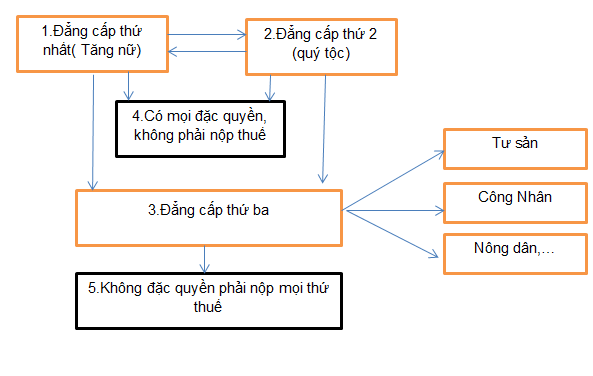 1.Đẳng cấp thứ
nhất( Tăng nữ)
2.Đẳng cấp thứ 2
(quý tộc)
4.Có mọi đặc quyền,
không phải nộp thuế
Tư sản
Công Nhân
3.Đẳng cấp thứ ba
Nông dân,...
5.Không đặc quyền phải nộp mọi thứ
thuế